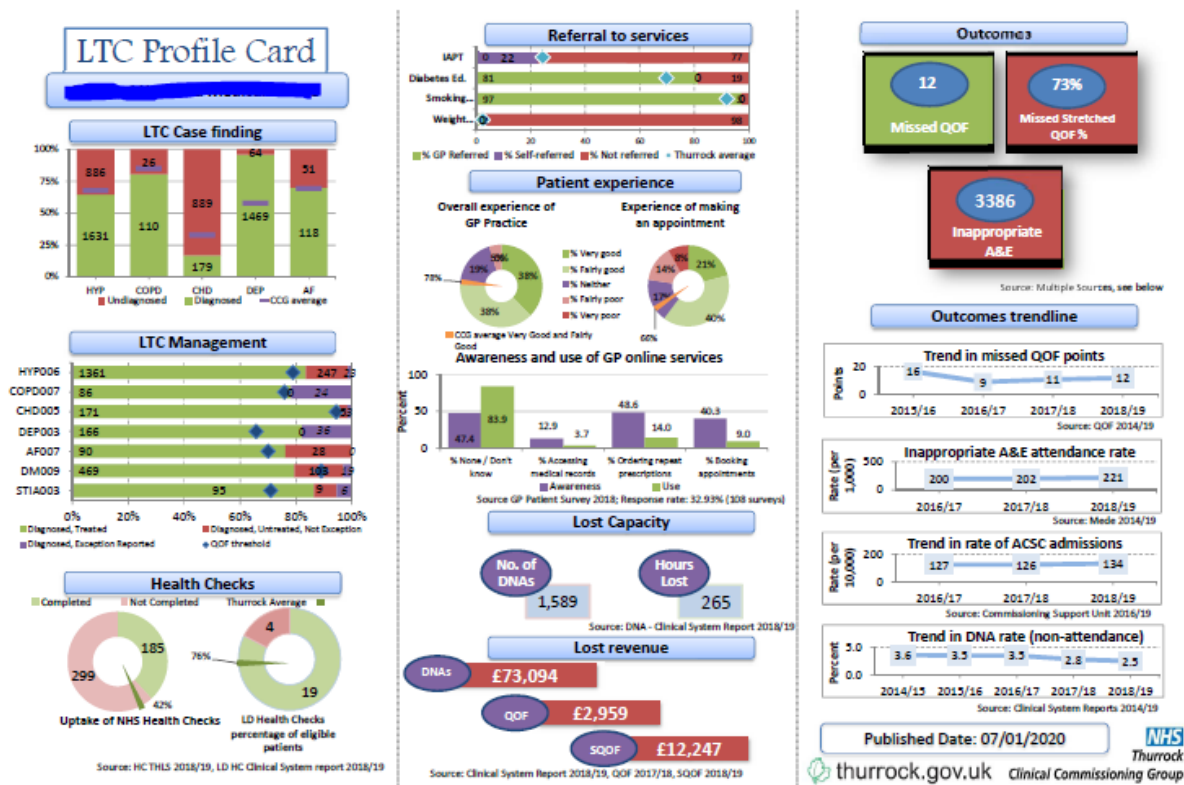 LTC Profile Card
LTC Case finding
100%
75%
50%
25%
0%
886
1631
26
110
889
179
64
1469
51
118
HYP COPD CHD DEP AF
Undiagnosed Diagnosed CCG average
LTC Management
HYP006 1361 247 23
COPD007 86 0 24
CHD005 171
DEP003 166 0 36
AF007 90 28 0
DM009 469 103 19
STIA003 95 9 6
0% 20% 40% 60% 80% 100%
Diagnosed, Treated Diagnosed, Untreated, Not Exception
Diagnosed, Exception Reported QOF threshold
Health Checks
Completed Not Completed Thurrock Average
185
299
42%
4
76%
19
Uptake of NHS Health Checks
LD Health Checks
percentage of eligible
patients
Source: HC THLS 2018/19, LD HC Clinical System report 2018/19
Referral to services
IAPT 0 22 77
Diabetes Ed. 81 0 19
Smoking... 97
Weight... 98
0 20 40 60 80 100
% GP Referred % Self-referred % Not referred Thurrock average
Patient experience
Overall experience of
GP Practice
Experience of making
an appointment
38%
38%
19%
78%
% Very good
% Fairly good
% Neither
% Fairly poor
% Very poor
CCG average Very Good and Fairly
Good
21%
40%
17%
14%
8%
66%
Awareness and use of GP online services
Percent
100
50
0
47.4 83.9
12.9 3.7
48.6 14.0
40.3 9.0
% None / Don't
know
% Accessing
medical records
% Ordering repeat
prescriptions
% Booking
appointments
Awareness Use
Source GP Patient Survey 2018; Response rate: 32.93% (108 surveys)
Lost Capacity
No. of
DNAs
1,589
Hours
Lost
265
Source: DNA - Clinical System Report 2018/19
Lost revenue
DNAs £73,094
QOF £2,959
SQOF £12,247
Source: Clinical System Report 2018/19, QOF 2017/18, SQOF 2018/19
Outcomes
12
Missed QOF
73%
Missed Stretched
QOF %
3386
Inappropriate
A&E
Source: Multiple Sources, see below
Outcomes trendline
Trend in missed QOF points
Points
20
0
16 9 11 12
2015/16 2016/17 2017/18 2018/19
Source: QOF 2014/19
Inappropriate A&E attendance rate
Rate (per
1,000)
500
0
200 202 221
2016/17 2017/18 2018/19
Source: Mede 2014/19
Trend in rate of ACSC admissions
Rate (per
10,000)
200
0
127 126 134
2016/17 2017/18 2018/19
Source: Commissioning Support Unit 2016/19
Trend in DNA rate (non-attendance)
Percent
5.0
0.0
3.6 3.5 3.5 2.8 2.5
2014/15 2015/16 2016/17 2017/18 2018/19
Source: Clinical System Reports 2014/19
Published Date: 07/01/2020
NHS
Thurrock
thurrock.gov.uk Clinical Commissioning Group